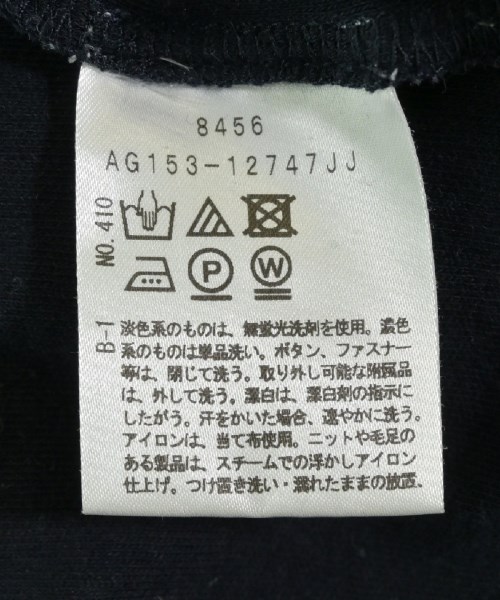 8456
AG153-12747JJ
NO.410
P
W
B-1
淡色系のものは、無蛍光洗剤を使用。濃色
系のものは単品洗い。ボタン、ファスナー
等は、閉じて洗う。取り外し可能な附属品
は、外して洗う。漂白は、漂白剤の指示に
したがう。汗をかいた場合、速やかに洗う。
アイロンは、当て布使用。ニットや毛足の
ある製品は、スチームでの浮かしアイロン
仕上げ。つけ置き洗い・濡れたままの放置、